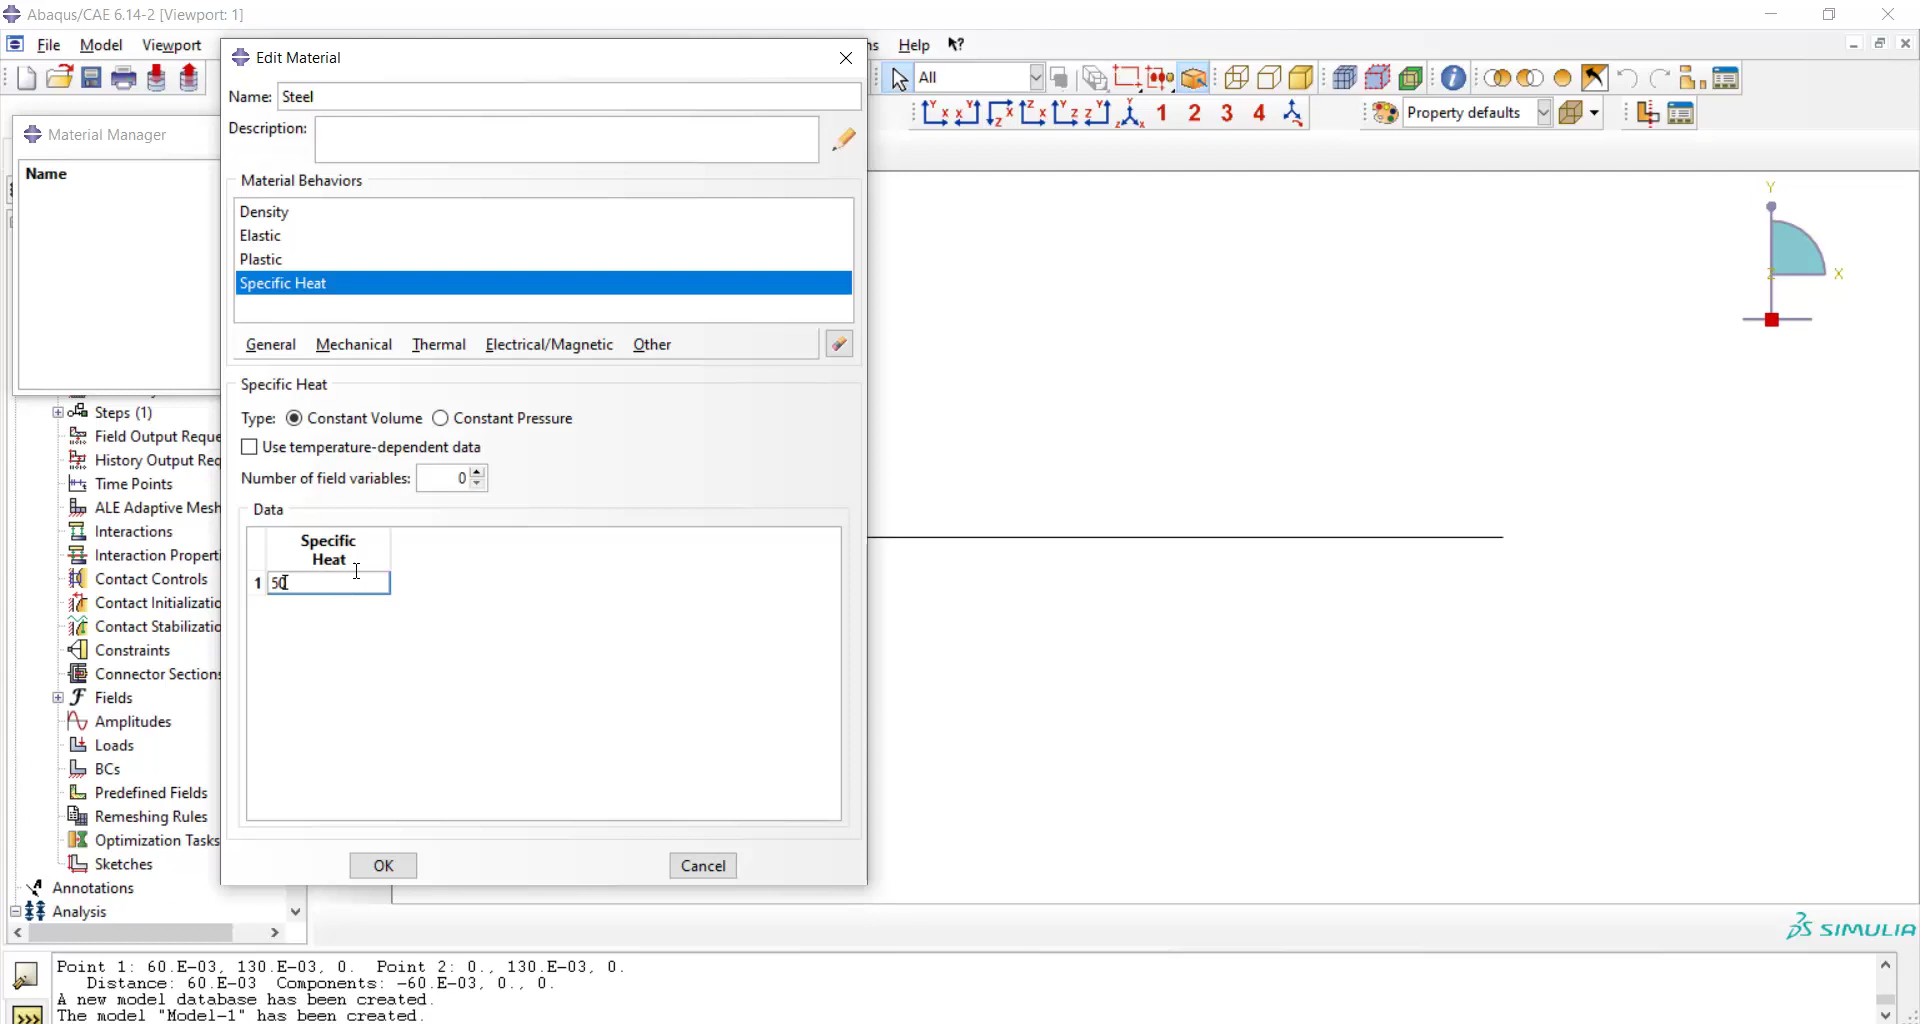 Abaqus/CAE 6.14-2 [Viewport: 1]
File Model Viewport
Help
Edit Material
Name: Steel
Description:
All
1 2 3 4
Property defaults
Material Manager
Name
Material Behaviors
Density
Elastic
Plastic
Specific Heat
General Mechanical Thermal Electrical/Magnetic Other
Specific Heat
Type: Constant Volume Constant Pressure
Use temperature-dependent data
Number of field variables: 0
Data
Specific
Heat
1 50
OK Cancel
Steps (1)
Field Output Reque
History Output Req
Time Points
ALE Adaptive Mesh
Interactions
Interaction Properti
Contact Controls
Contact Initializatio
Contact Stabilizatio
Constraints
Connector Sections
Fields
Amplitudes
Loads
BCs
Predefined Fields
Remeshing Rules
Optimization Tasks
Sketches
Annotations
Analysis
Y
Z X
SIMULIA
Point 1: 60.E-03, 130.E-03, 0. Point 2: 0., 130.E-03, 0.
Distance: 60.E-03 Components: -60.E-03, 0., 0.
A new model database has been created.
The model "Model-1" has been created.